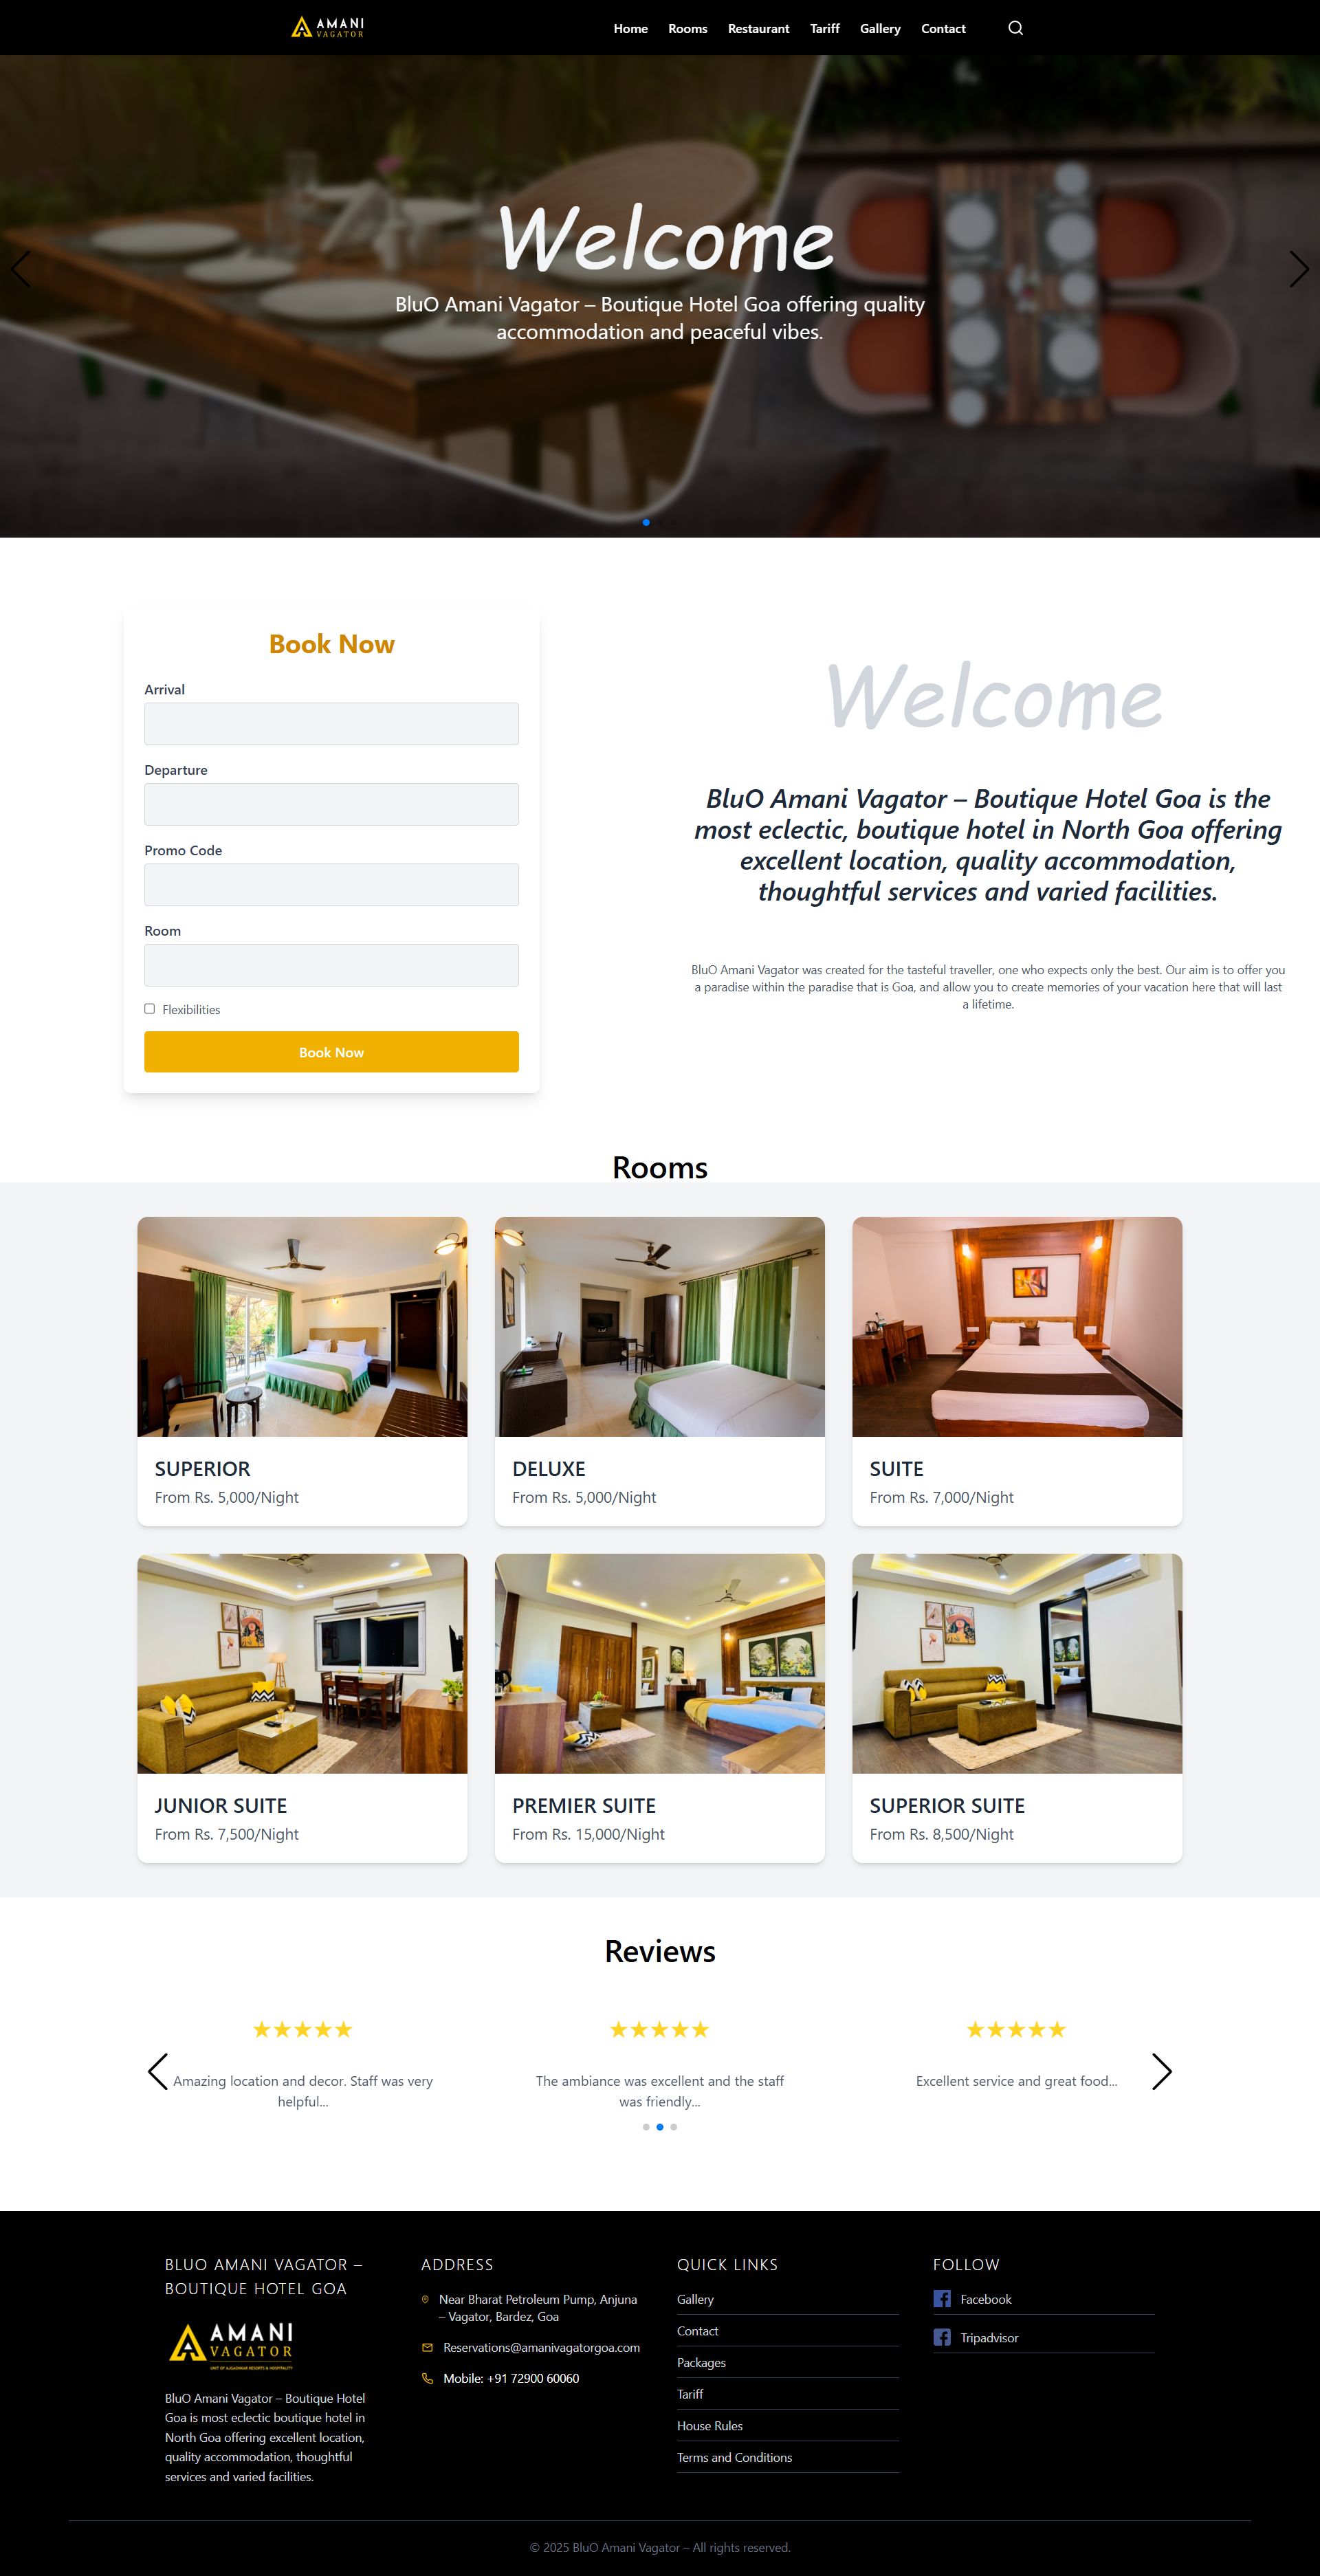 AMANI
VAGATOR
Home Rooms Restaurant Tariff Gallery Contact
Welcome
BluO Amani Vagator – Boutique Hotel Goa offering quality
accommodation and peaceful vibes.
Book Now
Arrival
Departure
Promo Code
Room
Flexibilities
Book Now
Welcome
BluO Amani Vagator – Boutique Hotel Goa is the
most eclectic, boutique hotel in North Goa offering
excellent location, quality accommodation,
thoughtful services and varied facilities.
BluO Amani Vagator was created for the tasteful traveller, one who expects only the best. Our aim is to offer you
a paradise within the paradise that is Goa, and allow you to create memories of your vacation here that will last
a lifetime.
Rooms
SUPERIOR
From Rs. 5,000/Night
DELUXE
From Rs. 5,000/Night
SUITE
From Rs. 7,000/Night
JUNIOR SUITE
From Rs. 7,500/Night
PREMIER SUITE
From Rs. 15,000/Night
SUPERIOR SUITE
From Rs. 8,500/Night
Reviews
★★★★★
Amazing location and decor. Staff was very
helpful...
★★★★★
The ambiance was excellent and the staff
was friendly...
★★★★★
Excellent service and great food...
BLUO AMANI VAGATOR –
BOUTIQUE HOTEL GOA
AMANI
VAGATOR
UNIT OF AJGAONKAR RESORTS & HOSPITALITY
BluO Amani Vagator – Boutique Hotel
Goa is most eclectic boutique hotel in
North Goa offering excellent location,
quality accommodation, thoughtful
services and varied facilities.
ADDRESS
Near Bharat Petroleum Pump, Anjuna
– Vagator, Bardez, Goa
Reservations@amanivagatorgoa.com
Mobile: +91 72900 60060
QUICK LINKS
Gallery
Contact
Packages
Tariff
House Rules
Terms and Conditions
FOLLOW
Facebook
Tripadvisor
© 2025 BluO Amani Vagator – All rights reserved.